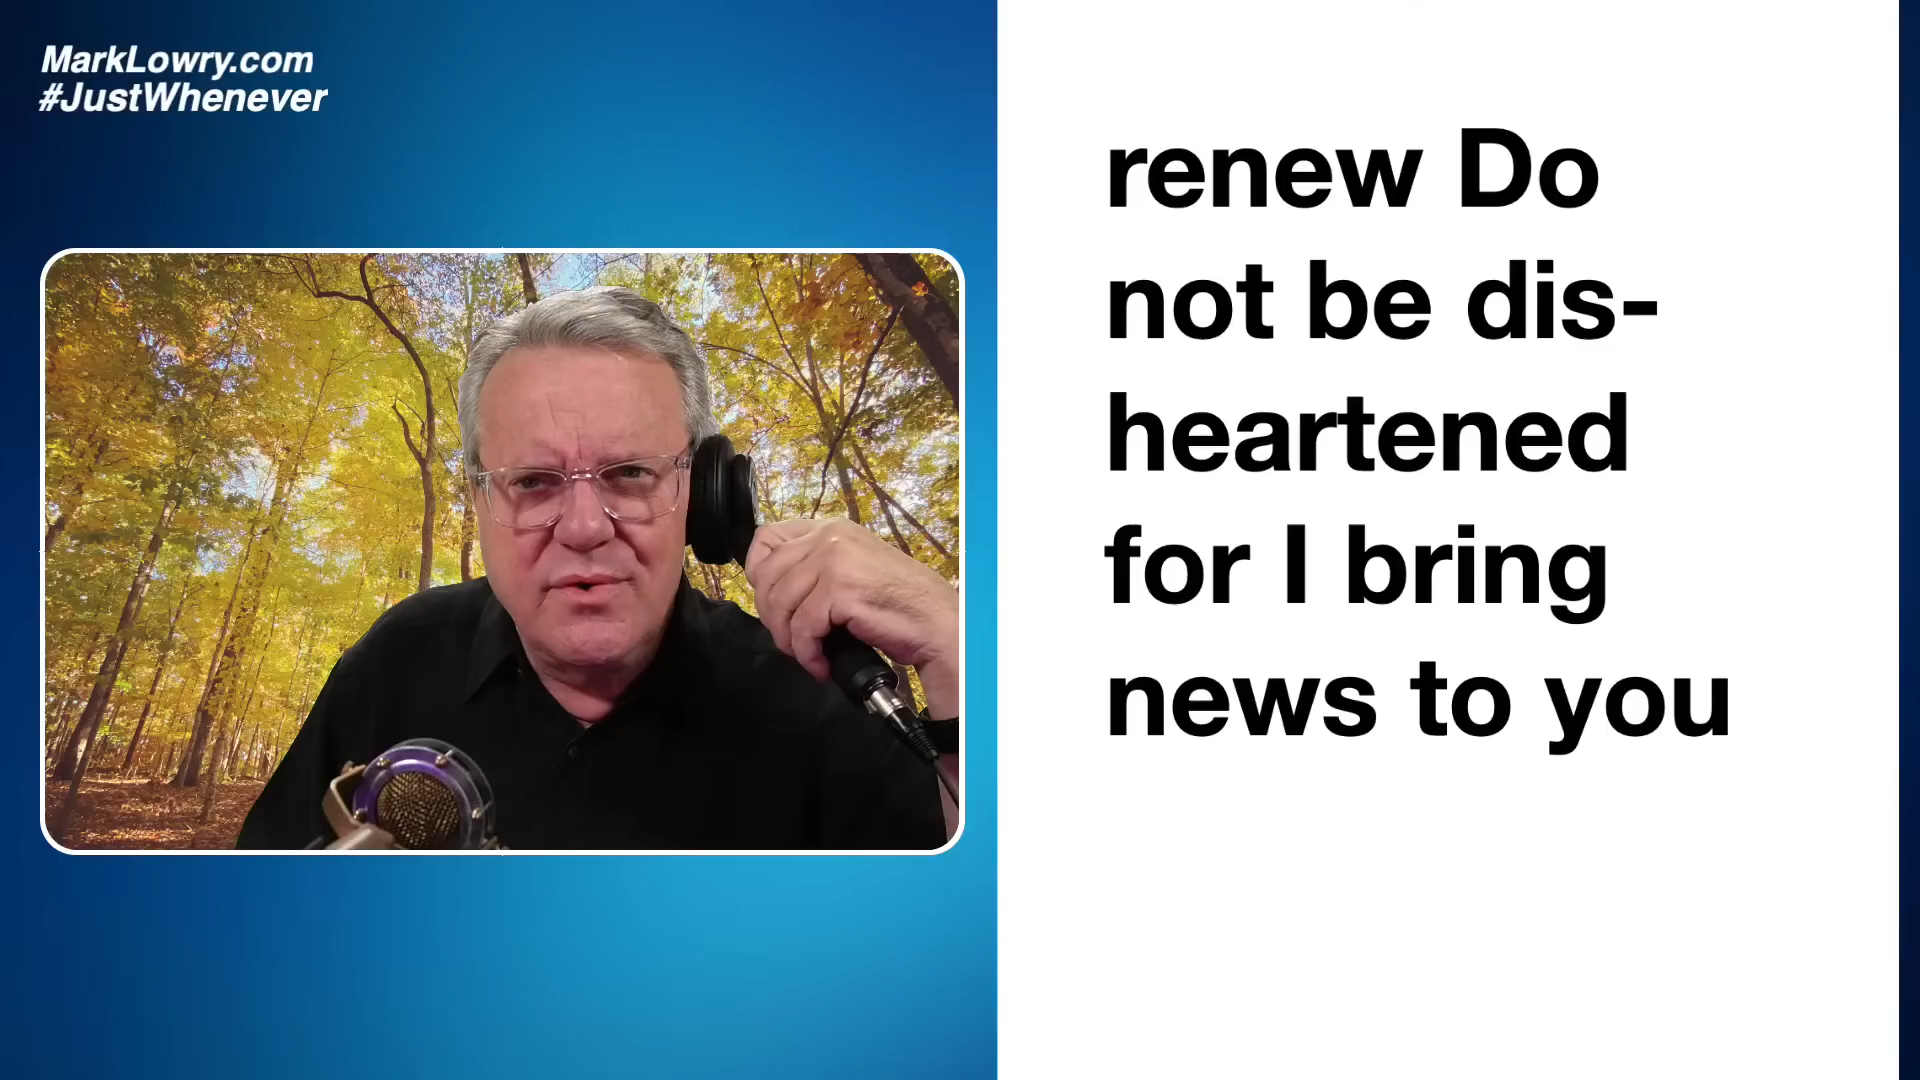 MarkLowry.com
#JustWhenever
renew Do
not be dis-
heartened
for I bring
news to you